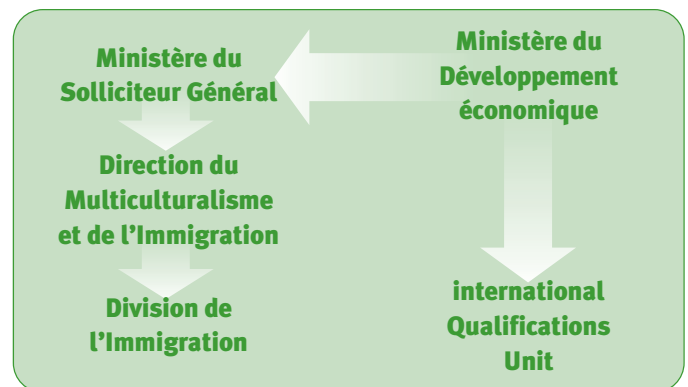 Ministère du
Solliciteur Général
Ministère du
Développement
économique
Direction du
Multiculturalisme
et de l’Immigration
Division de
l’Immigration
international
Qualifications
Unit